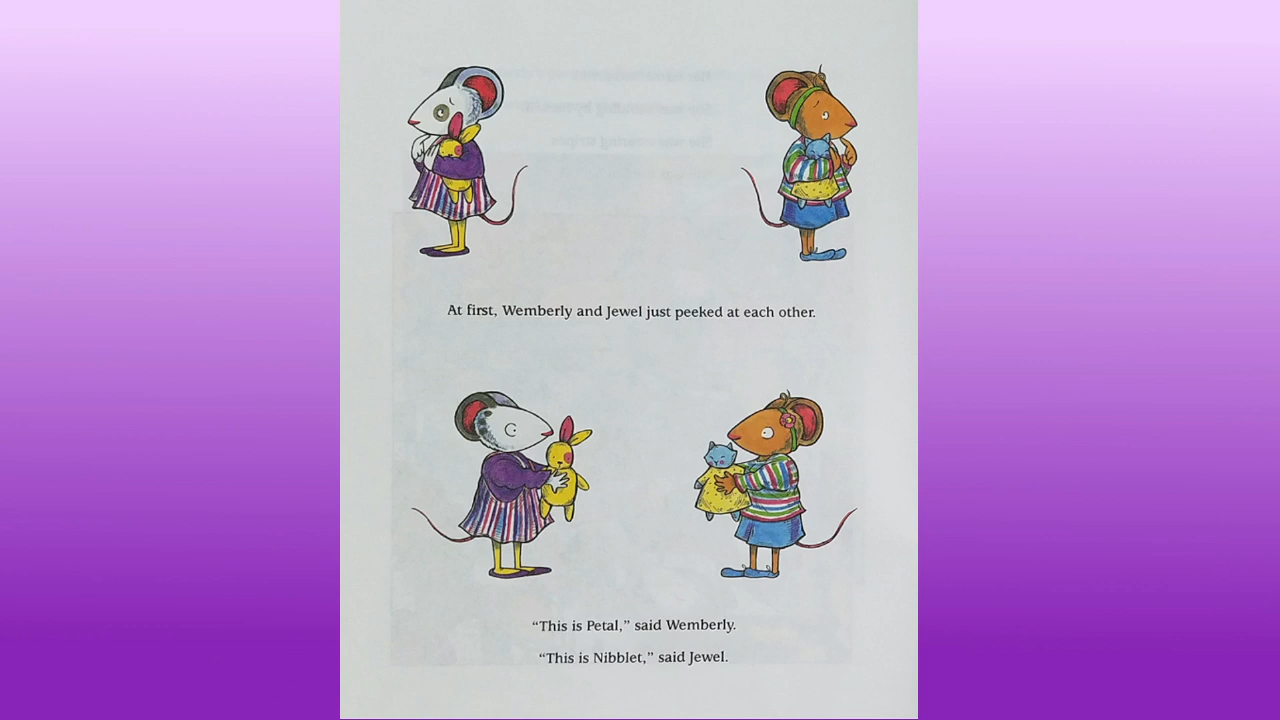 At first, Wemberly and Jewel just peeked at each other.
“This is Petal,” said Wemberly.
“This is Nibblet,” said Jewel.